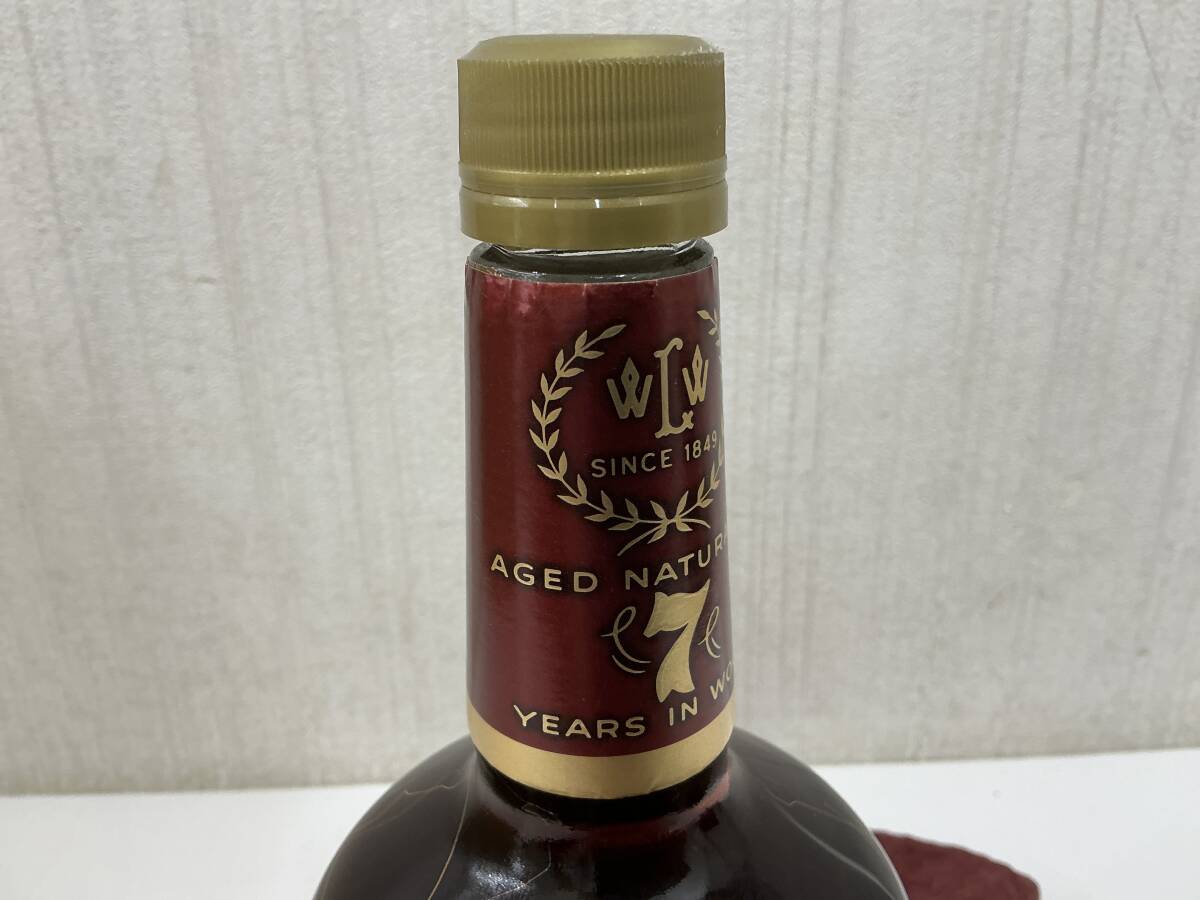 WLW
SINCE 1849
AGED NATUR
7
YEARS IN WO